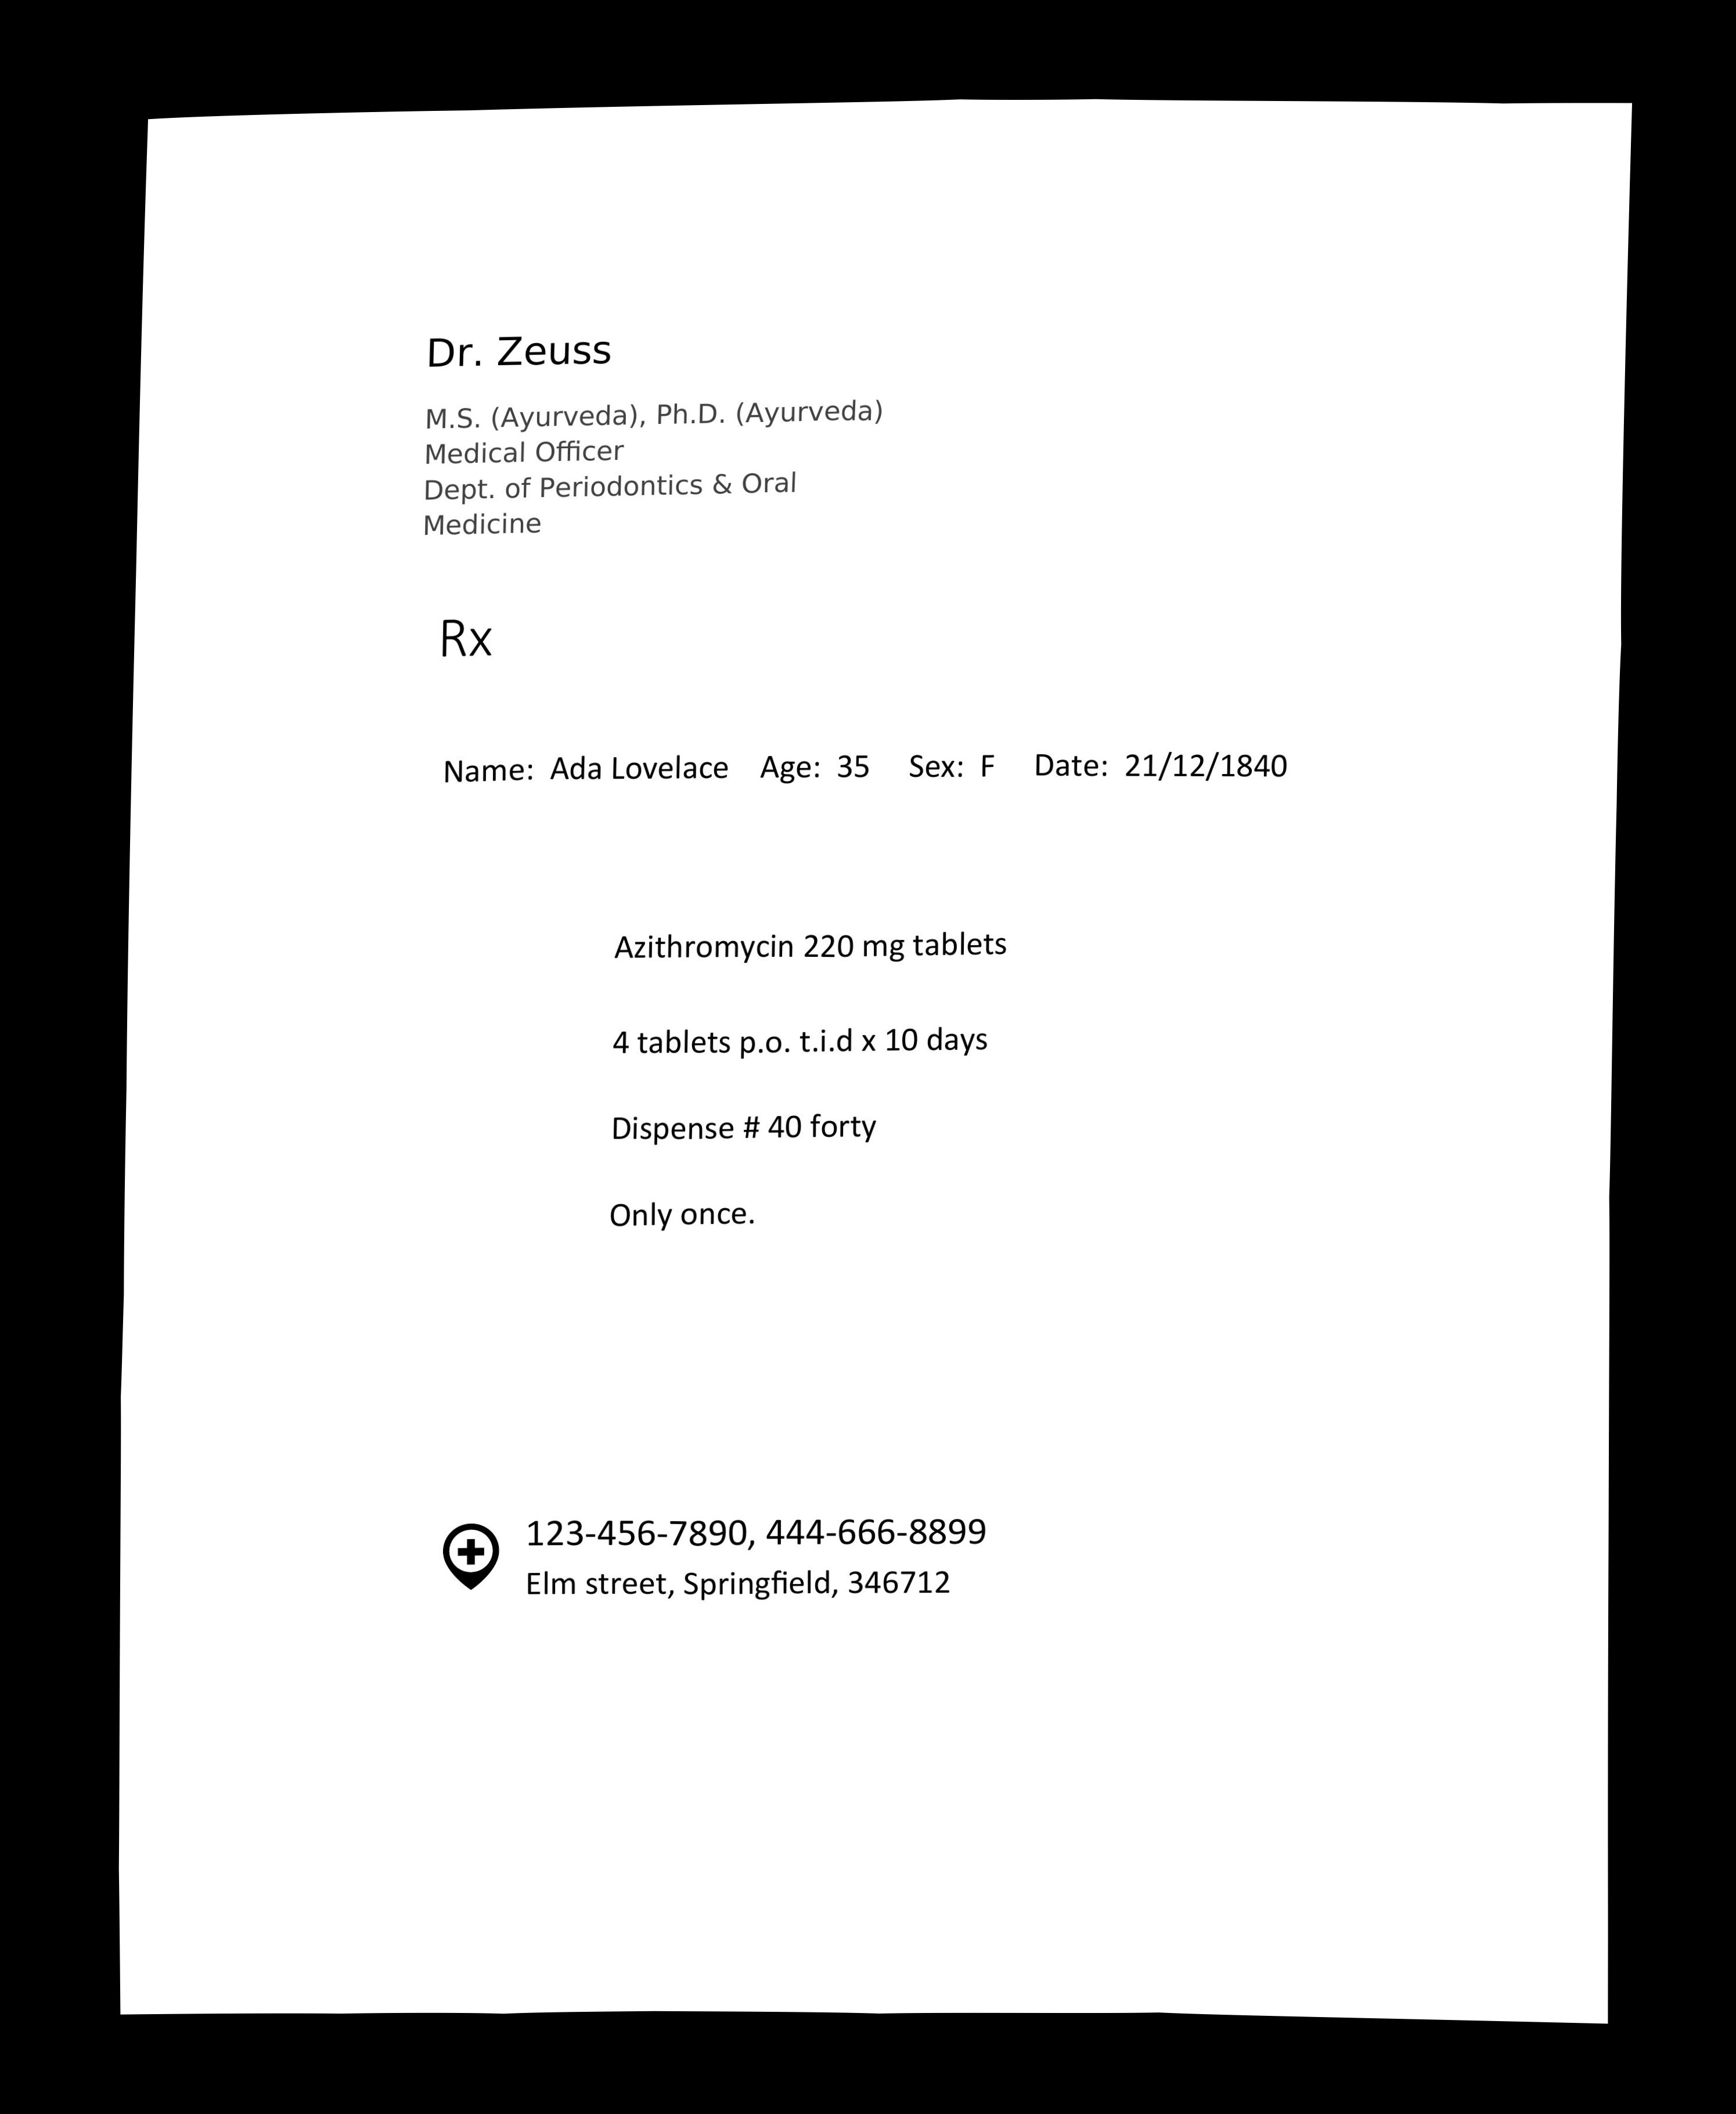 Dr. Zeuss
M.S. (Ayurveda), Ph.D. (Ayurveda)
Medical Officer
Dept. of Periodontics & Oral
Medicine
Rx
Name: Ada Lovelace Age: 35 Sex: F Date: 21/12/1840
Azithromycin 220 mg tablets
4 tablets p.o. t.i.d x 10 days
Dispense # 40 forty
Only once.
123-456-7890, 444-666-8899
Elm street, Springfield, 346712